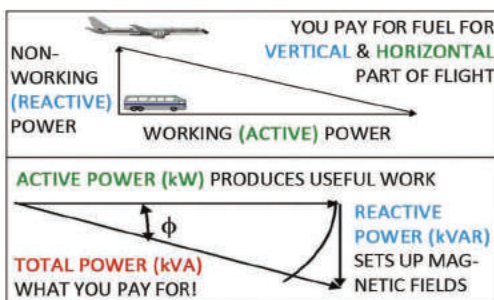 YOU PAY FOR FUEL FOR
VERTICAL & HORIZONTAL
PART OF FLIGHT
NON-
WORKING
(REACTIVE)
POWER
WORKING (ACTIVE) POWER
ACTIVE POWER (kW) PRODUCES USEFUL WORK
ϕ
REACTIVE
POWER (kVAR)
SETS UP MAG-
NETIC FIELDS
TOTAL POWER (kVA)
WHAT YOU PAY FOR!